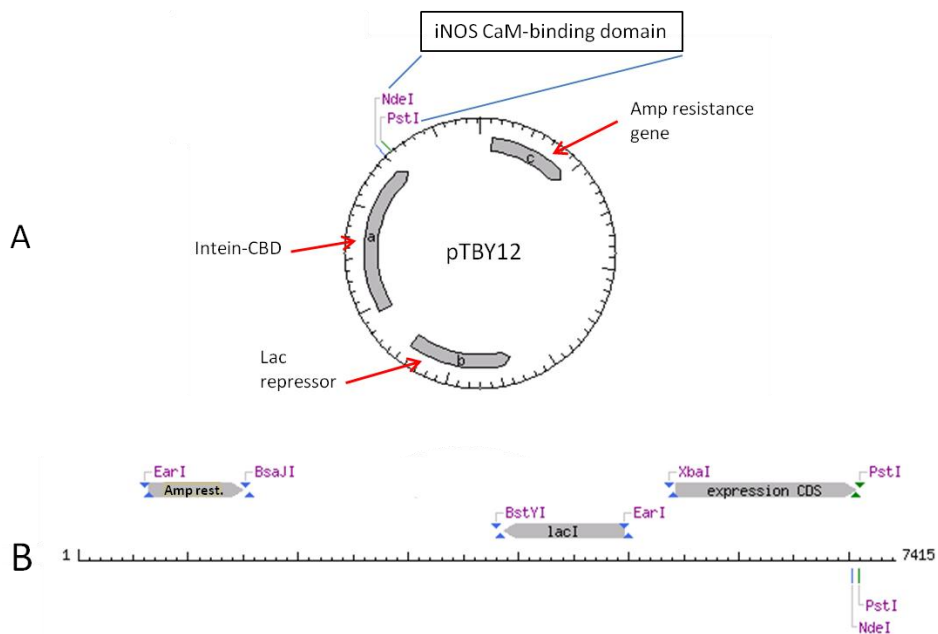 iNOS CaM-binding domain
NdeI
PstI
Amp resistance
gene
c
A
a
Intein-CBD
pTBY12
Lac
repressor
b
EarI
BsaJI
XbaI
PstI
Amp rest.
expression CDS
BstYI
EarI
lacI
B
1
7415
PstI
NdeI